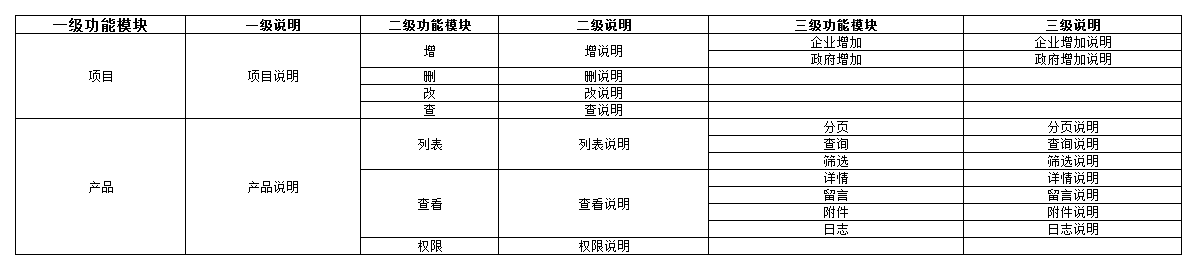 一级功能模块 一级说明 二级功能模块 二级说明 三级功能模块 三级说明
项目 项目说明 增 增说明 企业增加 企业增加说明
政府增加 政府增加说明
删 删说明
改 改说明
查 查说明
产品 产品说明 列表 列表说明 分页 分页说明
查询 查询说明
筛选 筛选说明
查看 查看说明 详情 详情说明
留言 留言说明
附件 附件说明
日志 日志说明
权限 权限说明